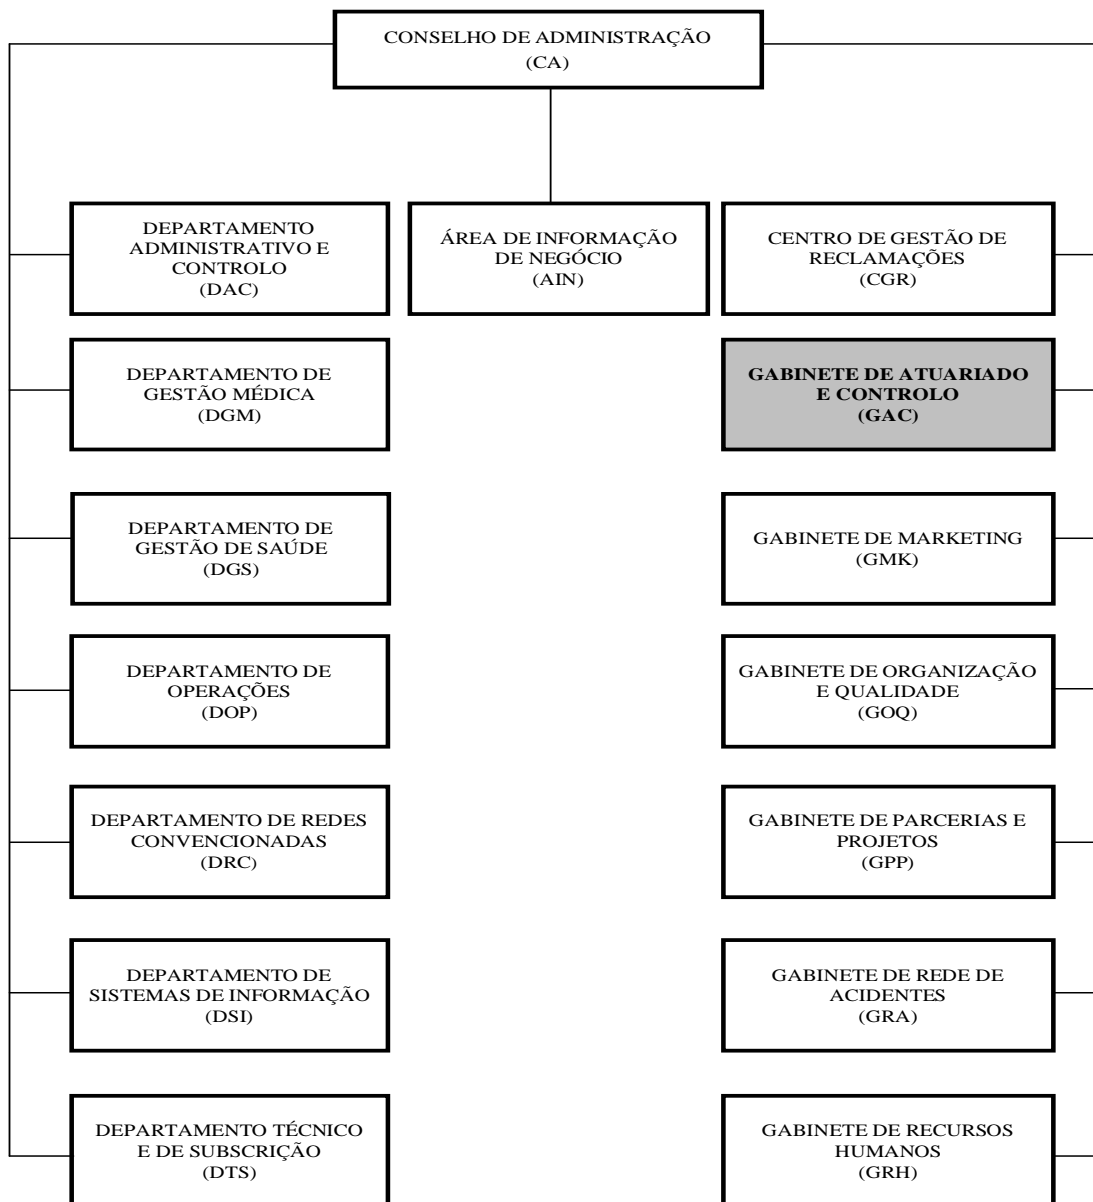 CONSELHO DE ADMINISTRAÇÃO
(CA)
DEPARTAMENTO
ADMINISTRATIVO E
CONTROLO
(DAC)
ÁREA DE INFORMAÇÃO
DE NEGÓCIO
(AIN)
CENTRO DE GESTÃO DE
RECLAMAÇÕES
(CGR)
DEPARTAMENTO DE
GESTÃO MÉDICA
(DGM)
GABINETE DE ATUARIADO
E CONTROLO
(GAC)
DEPARTAMENTO DE
GESTÃO DE SAÚDE
(DGS)
GABINETE DE MARKETING
(GMK)
DEPARTAMENTO DE
OPERAÇÕES
(DOP)
GABINETE DE ORGANIZAÇÃO
E QUALIDADE
(GOQ)
DEPARTAMENTO DE REDES
CONVENCIONADAS
(DRC)
GABINETE DE PARCERIAS E
PROJETOS
(GPP)
DEPARTAMENTO DE
SISTEMAS DE INFORMAÇÃO
(DSI)
GABINETE DE REDE DE
ACIDENTES
(GRA)
DEPARTAMENTO TÉCNICO
E DE SUBSCRIÇÃO
(DTS)
GABINETE DE RECURSOS
HUMANOS
(GRH)